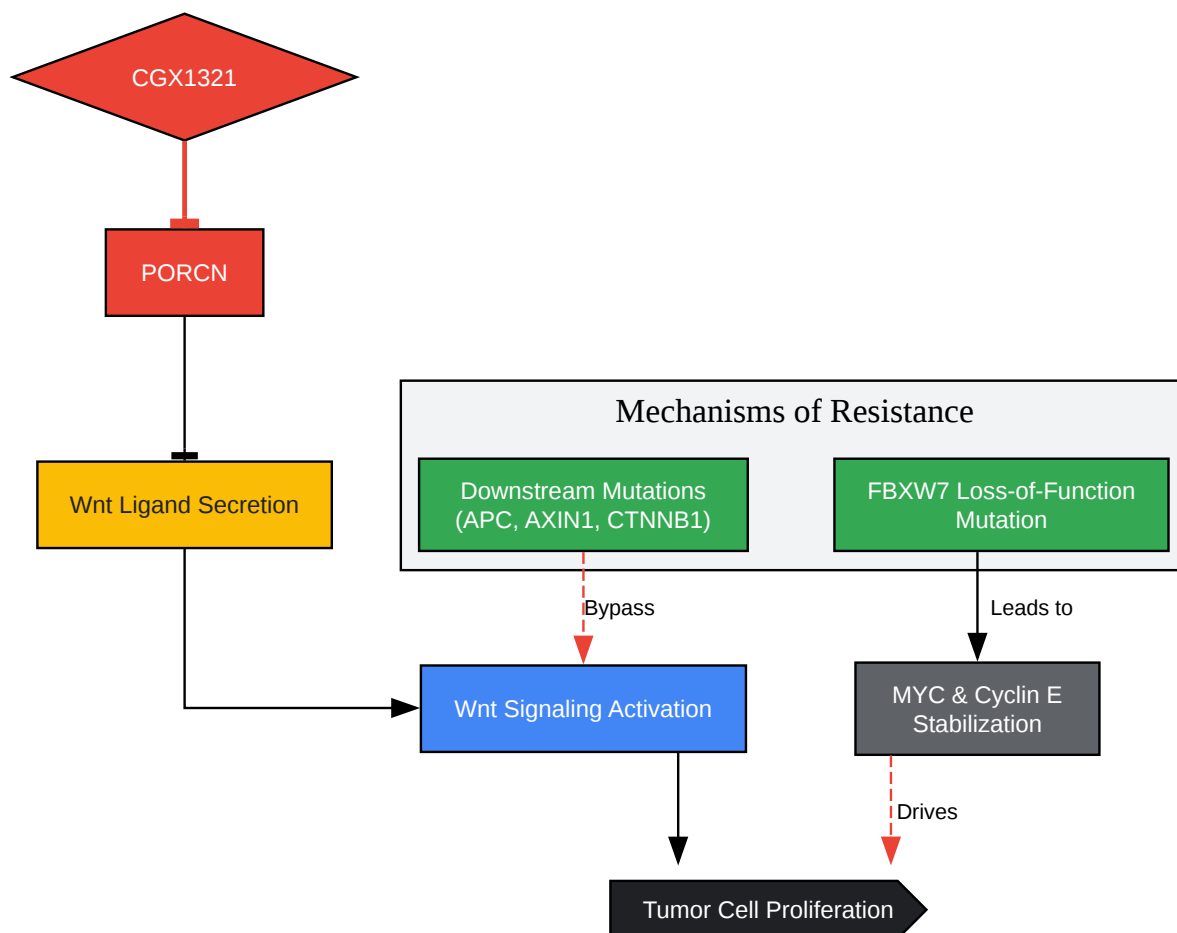 CGX1321
PORCN
Wnt Ligand Secretion
Mechanisms of Resistance
Downstream Mutations
(APC, AXIN1, CTNNB1)
FBXW7 Loss-of-Function
Mutation
Bypass
Leads to
Wnt Signaling Activation
MYC & Cyclin E
Stabilization
Drives
Tumor Cell Proliferation